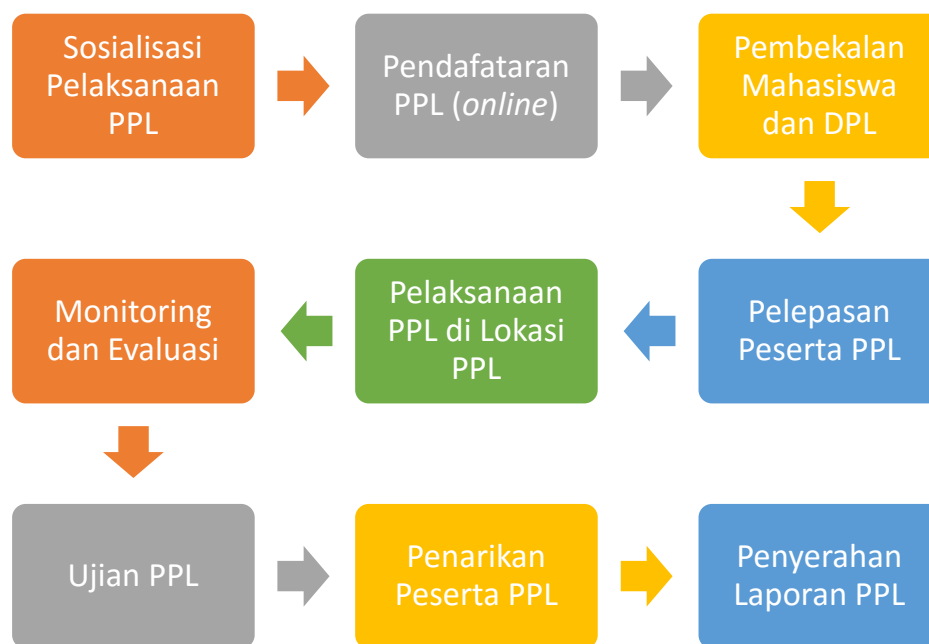 Sosialisasi
Pelaksanaan
PPL
Pendafataran
PPL (online)
Pembekalan
Mahasiswa
dan DPL
Pelepasan
Peserta PPL
Pelaksanaan
PPL di Lokasi
PPL
Monitoring
dan Evaluasi
Ujian PPL
Penarikan
Peserta PPL
Penyerahan
Laporan PPL